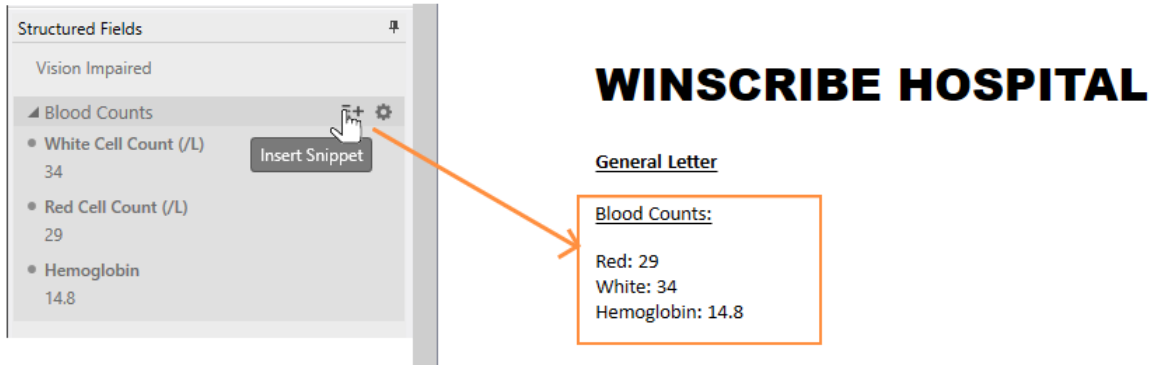 Structured Fields
Vision Impaired
Blood Counts
White Cell Count (/L)
34
Insert Snippet
Red Cell Count (/L)
29
Hemoglobin
14.8
WINSCRIBE HOSPITAL
General Letter
Blood Counts:
Red: 29
White: 34
Hemoglobin: 14.8